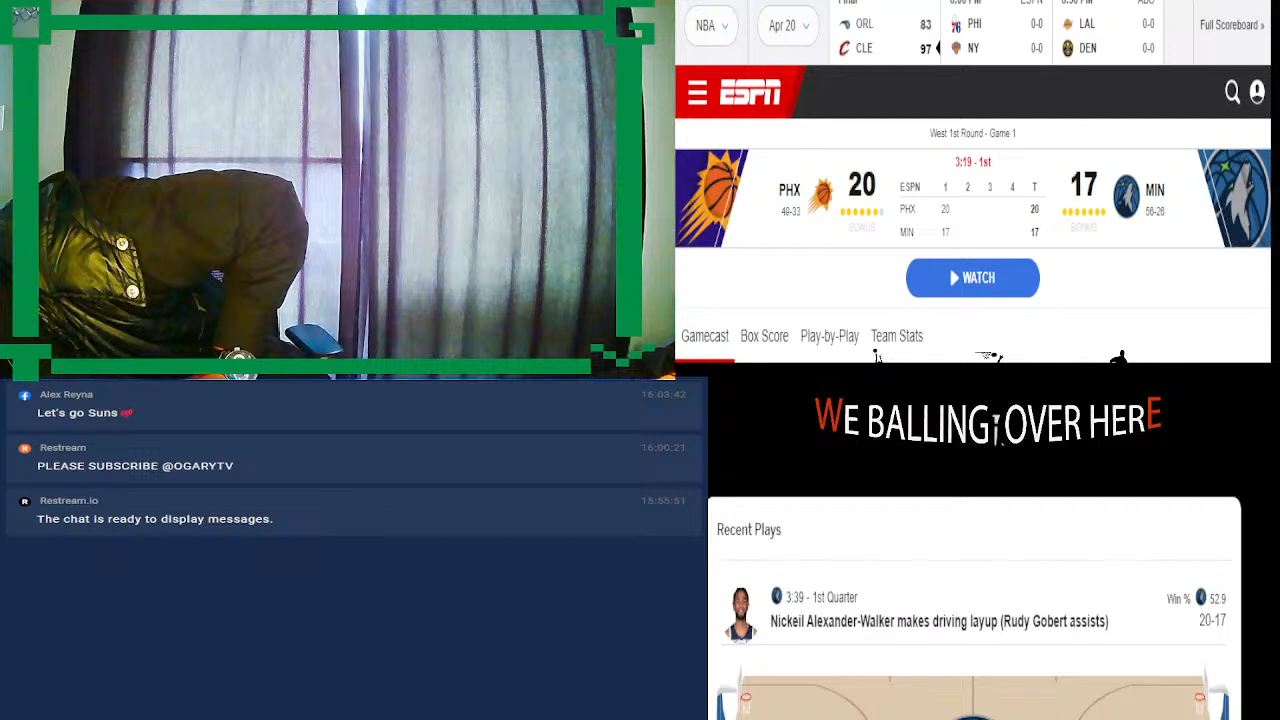 NBA
Apr 20
ORL 83
CLE 97
PHI 0-0
NY 0-0
LAL 0-0
DEN 0-0
Full Scoreboard »
ESPN
West 1st Round - Game 1
3:19 - 1st
PHX
49-33
20
BONUS
ESPN 1 2 3 4 T
PHX 20 20
MIN 17 17
17
BONUS
MIN
56-26
WATCH
Gamecast Box Score Play-by-Play Team Stats
Alex Reyna 16:03:42
Let's go Suns
Restream 16:00:21
PLEASE SUBSCRIBE @OGARYTV
Restream.io 15:55:51
The chat is ready to display messages.
WE BALLING OVER HERE
Recent Plays
3:39 - 1st Quarter
Nickeil Alexander-Walker makes driving layup (Rudy Gobert assists)
Win % 52.9
20-17